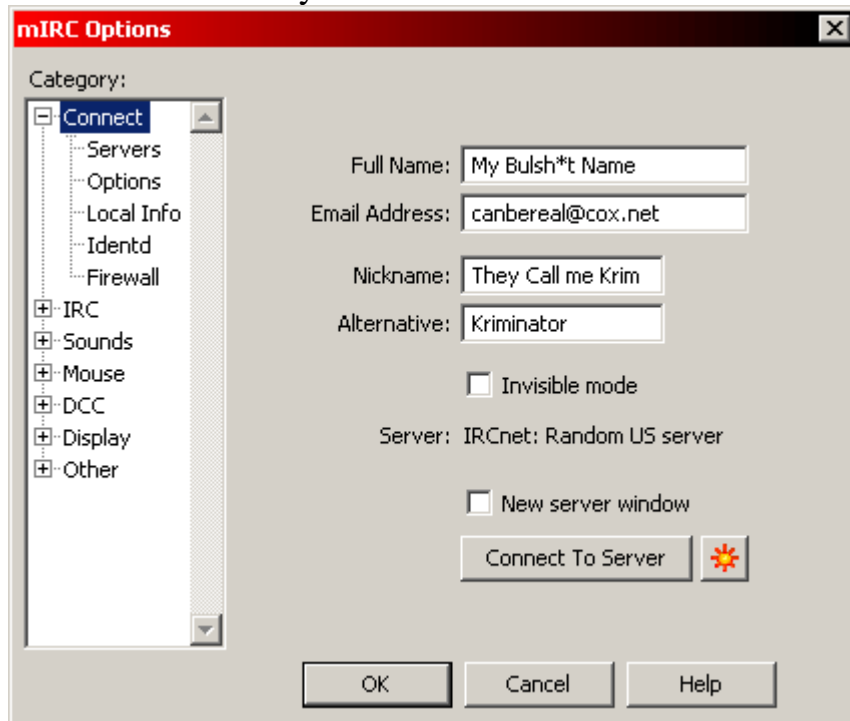 mIRC Options
Category:
Connect
Servers
Options
Local Info
Identd
Firewall
IRC
Sounds
Mouse
DCC
Display
Other
Full Name: My Bulsh*t Name
Email Address: canbereal@cox.net
Nickname: They Call me Krim
Alternative: Kriminator
Invisible mode
Server: IRCnet: Random US server
New server window
Connect To Server
OK Cancel Help